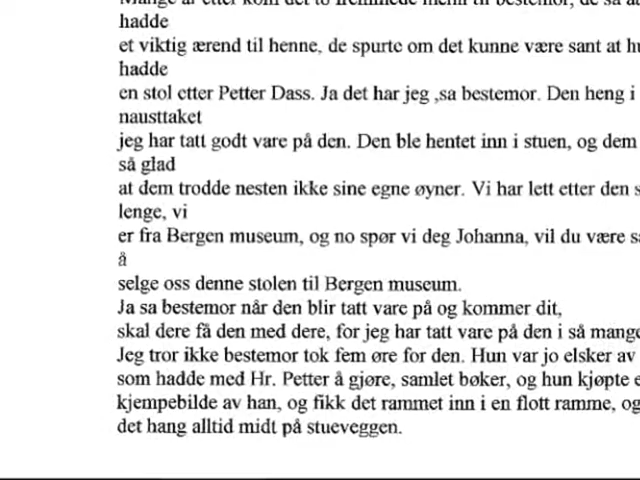 Mange år etter kom det to fremmede menn til bestemor, de sa at
hadde
et viktig ærend til henne, de spurte om det kunne være sant at
hadde
en stol etter Petter Dass. Ja det har jeg ,sa bestemor. Den heng i
nausttaket
jeg har tatt godt vare på den. Den ble hentet inn i stuen, og dem
så glad
at dem trodde nesten ikke sine egne øyner. Vi har lett etter den
lenge, vi
er fra Bergen museum, og no spør vi deg Johanna, vil du være
å
selge oss denne stolen til Bergen museum.
Ja sa bestemor når den blir tatt vare på og kommer dit,
skal dere få den med dere, for jeg har tatt vare på den i så mange
Jeg tror ikke bestemor tok fem øre for den. Hun var jo elsker av
som hadde med Hr. Petter å gjøre, samlet bøker, og hun kjøpte
kjempebilde av han, og fikk det rammet inn i en flott ramme,
det hang alltid midt på stueveggen.